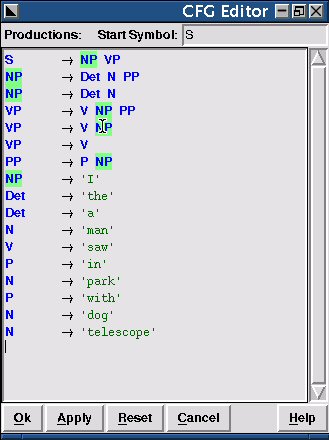 CFG Editor
Productions: Start Symbol: S
S → NP VP
NP → Det N PP
NP → Det N
VP → V NP PP
VP → V NP
VP → V
PP → P NP
NP → 'I'
Det → 'the'
Det → 'a'
N → 'man'
V → 'saw'
P → 'in'
N → 'park'
P → 'with'
N → 'dog'
N → 'telescope'
Ok Apply Reset Cancel Help